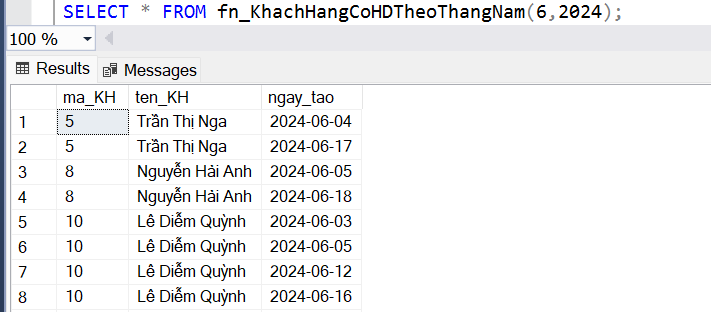 SELECT * FROM fn_KhachHangCoHDTheoThangNam(6,2024);
100 %
Results Messages
ma_KH ten_KH ngay_tao
1 5 Trần Thị Nga 2024-06-04
2 5 Trần Thị Nga 2024-06-17
3 8 Nguyễn Hải Anh 2024-06-05
4 8 Nguyễn Hải Anh 2024-06-18
5 10 Lê Diễm Quỳnh 2024-06-03
6 10 Lê Diễm Quỳnh 2024-06-05
7 10 Lê Diễm Quỳnh 2024-06-12
8 10 Lê Diễm Quỳnh 2024-06-16